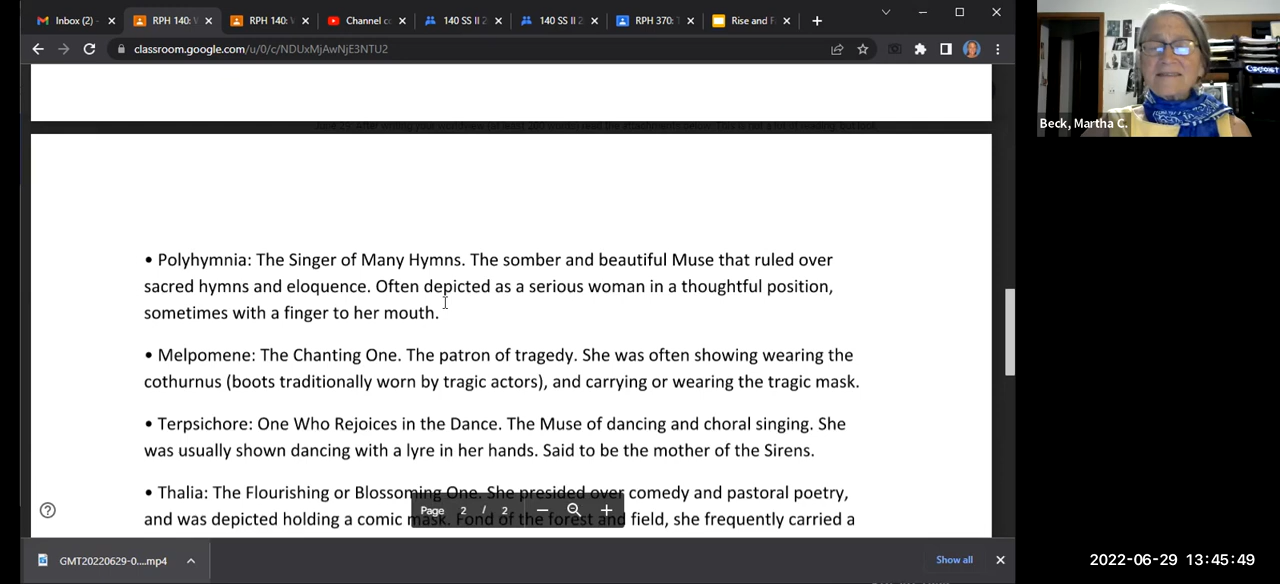 Inbox (2) -
RPH 140: V
RPH 140: V
Channel co
140 SS II 2
140 SS II 2
RPH 370: T
Rise and F
classroom.google.com/u/0/c/NDUxMjAwNjE3NTU2
Beck, Martha C.
• Polyhymnia: The Singer of Many Hymns. The somber and beautiful Muse that ruled over
sacred hymns and eloquence. Often depicted as a serious woman in a thoughtful position,
sometimes with a finger to her mouth.
• Melpomene: The Chanting One. The patron of tragedy. She was often showing wearing the
cothurnus (boots traditionally worn by tragic actors), and carrying or wearing the tragic mask.
• Terpsichore: One Who Rejoices in the Dance. The Muse of dancing and choral singing. She
was usually shown dancing with a lyre in her hands. Said to be the mother of the Sirens.
• Thalia: The Flourishing or Blossoming One. She presided over comedy and pastoral poetry,
and was depicted holding a comic mask. Fond of the forest and field, she frequently carried a
Page 2 / 2
GMT20220629-0....mp4
Show all
2022-06-29 13:45:49